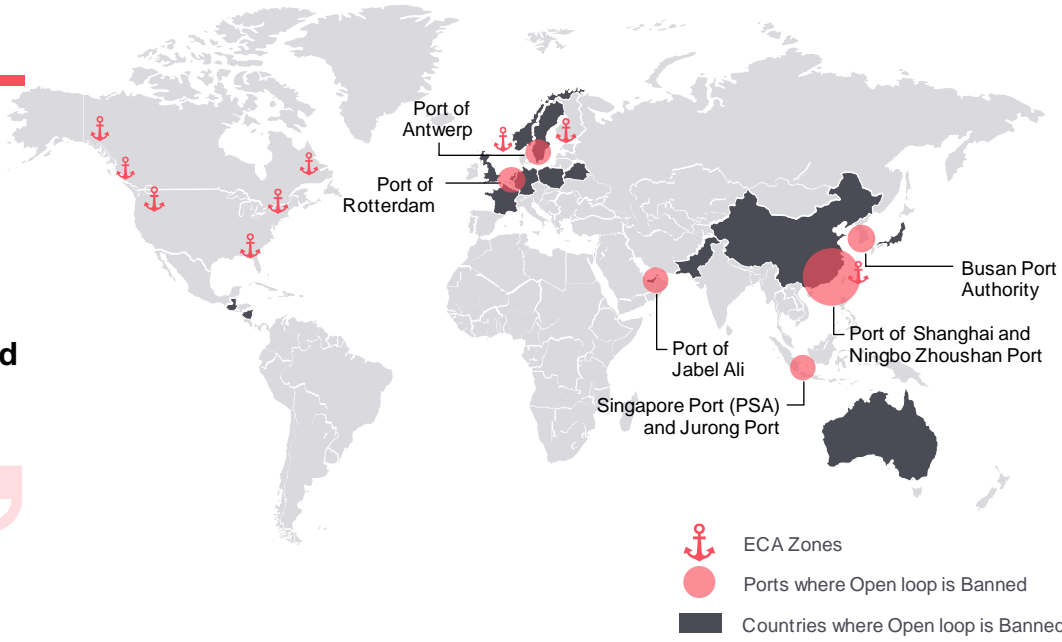 Port of
Antwerp
Port of
Rotterdam
d
Busan Port
Authority
Port of Shanghai and
Ningbo Zhoushan Port
Port of
Jabel Ali
Singapore Port (PSA)
and Jurong Port
ECA Zones
Ports where Open loop is Banned
Countries where Open loop is Banned